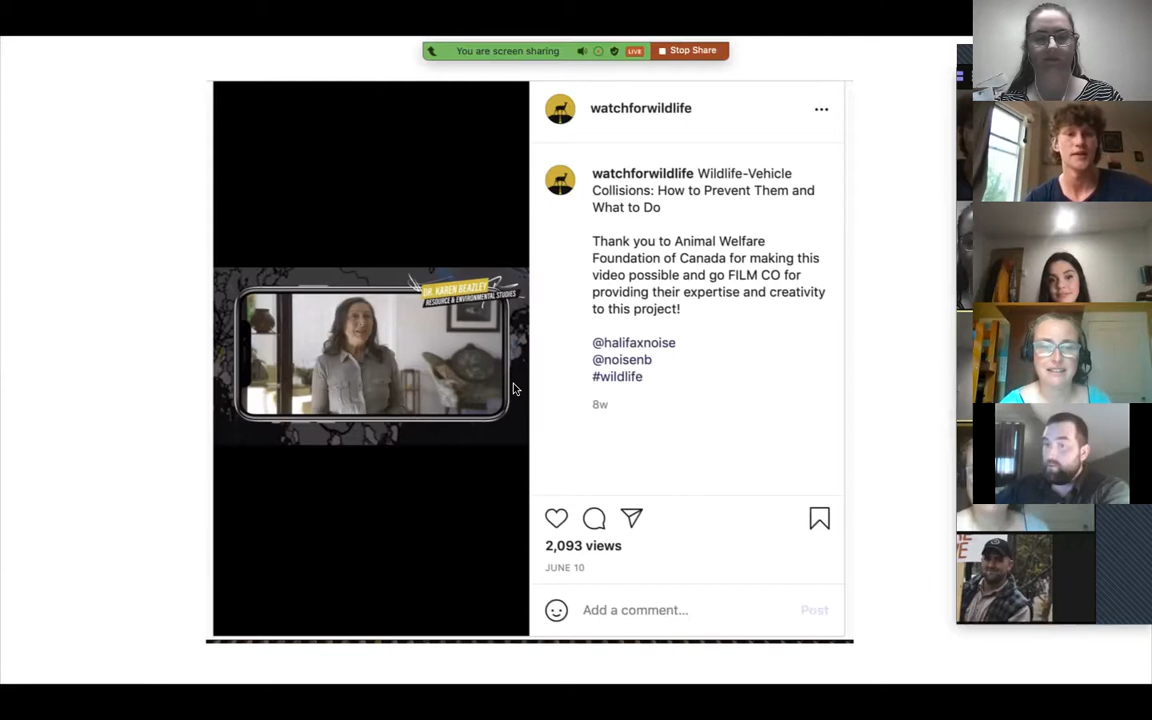 You are screen sharing
LIVE
Stop Share
watchforwildlife
watchforwildlife Wildlife-Vehicle
Collisions: How to Prevent Them and
What to Do
Thank you to Animal Welfare
Foundation of Canada for making this
video possible and go FILM CO for
providing their expertise and creativity
to this project!
@halifaxnoise
@noisenb
#wildlife
8w
2,093 views
JUNE 10
Add a comment...
Post
DR. KAREN BEAZLEY
RESOURCE & ENVIRONMENTAL STUDIES